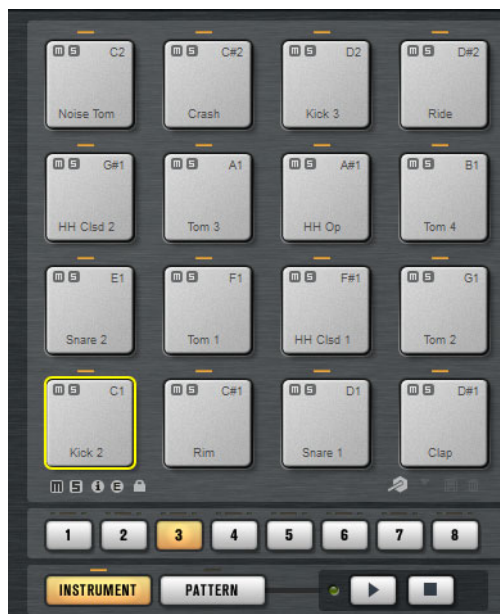 M S C2 M S C#2 M S D2 M S D#2
Noise Tom Crash Kick 3 Ride
M S G#1 M S A1 M S A#1 M S B1
HH Clsd 2 Tom 3 HH Op Tom 4
M S E1 M S F1 M S F#1 M S G1
Snare 2 Tom 1 HH Clsd 1 Tom 2
M S C1 M S C#1 M S D1 M S D#1
Kick 2 Rim Snare 1 Clap
M S i E
1 2 3 4 5 6 7 8
INSTRUMENT PATTERN